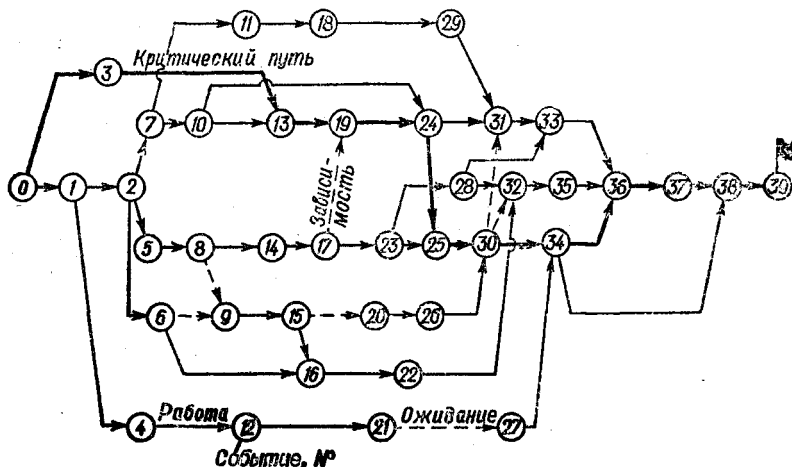 11 18 29
3 Критический путь
7 10 13 19 24 31 33
0 1 2 28 32 35 36 37 38 39
Зависи-
мость
5 8 14 17 23 25 30 34
6 9 15 20 26
16 22
4 Работа 12 21 Ожидание 27
Событие, №